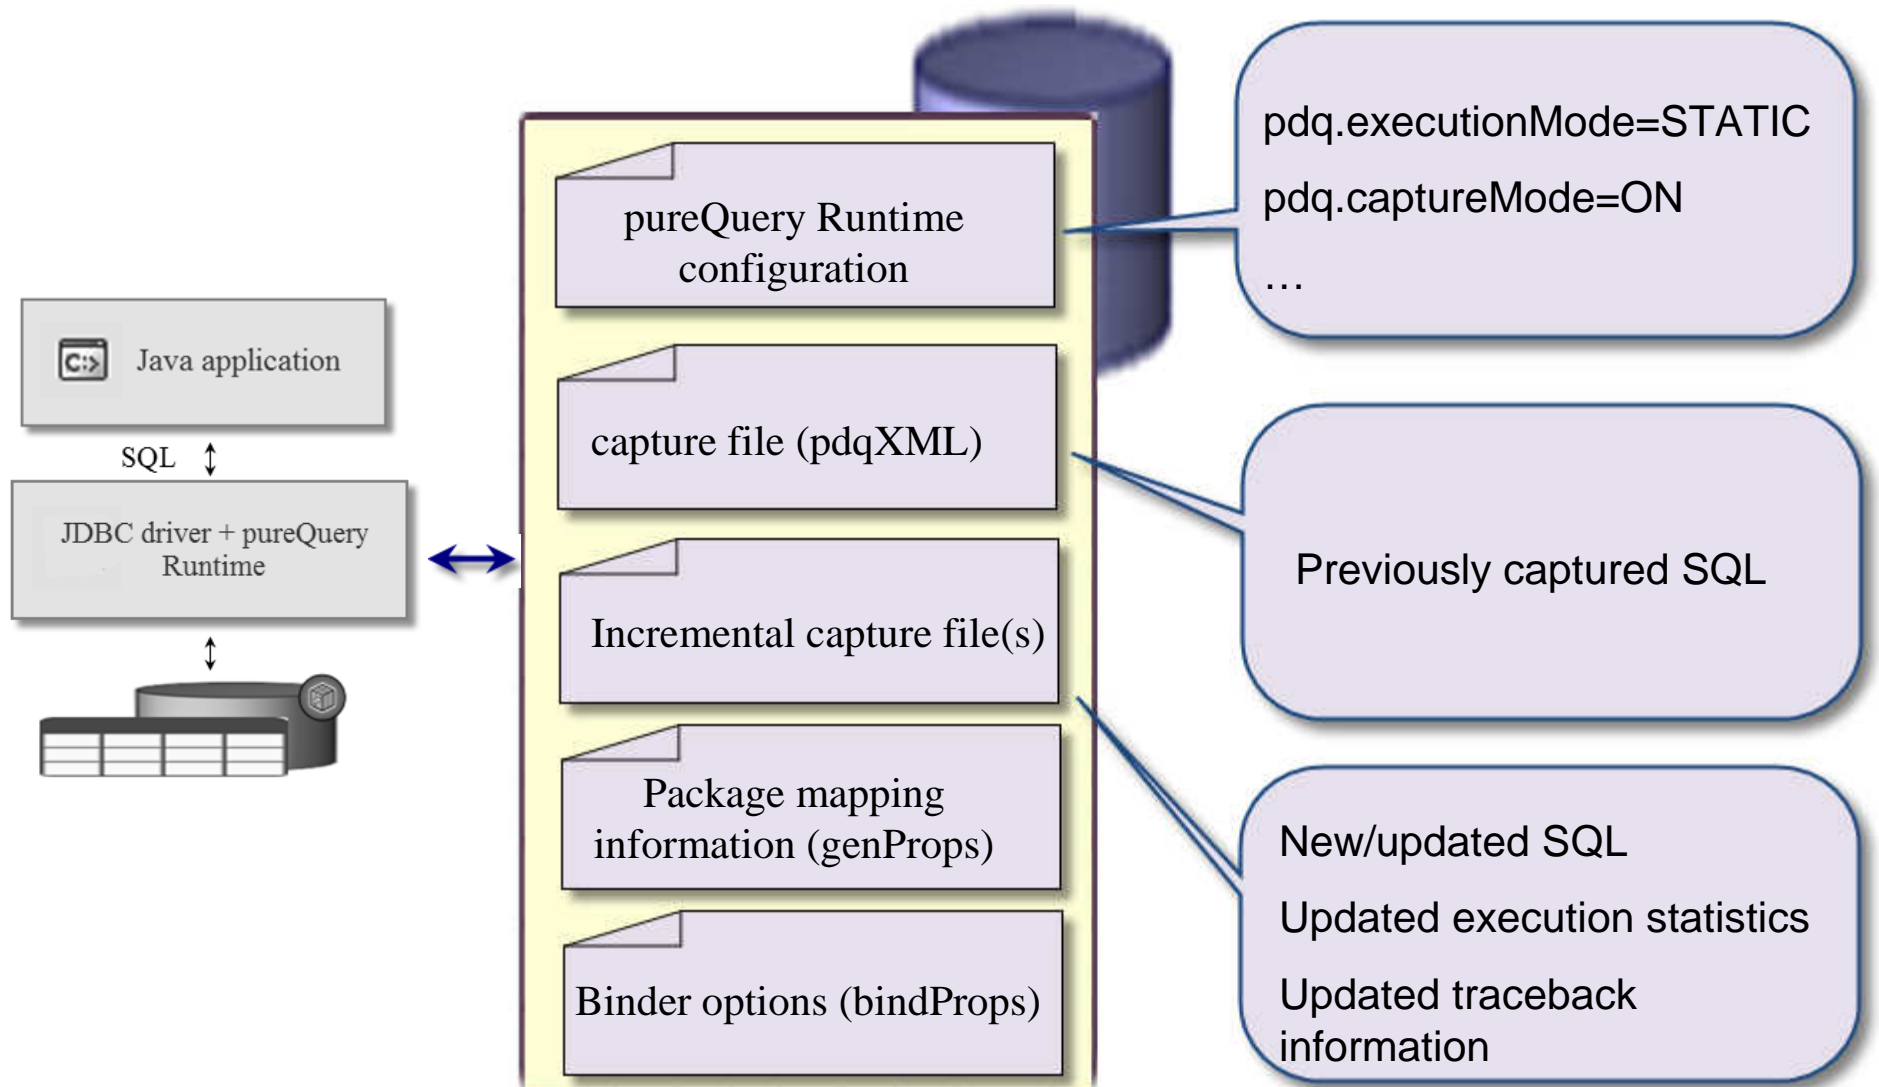 C:>
Java application
SQL
JDBC driver + pureQuery
Runtime
pureQuery Runtime
configuration
capture file (pdqXML)
Incremental capture file(s)
Package mapping
information (genProps)
Binder options (bindProps)
pdq.executionMode=STATIC
pdq.captureMode=ON
…
Previously captured SQL
New/updated SQL
Updated execution statistics
Updated traceback
information